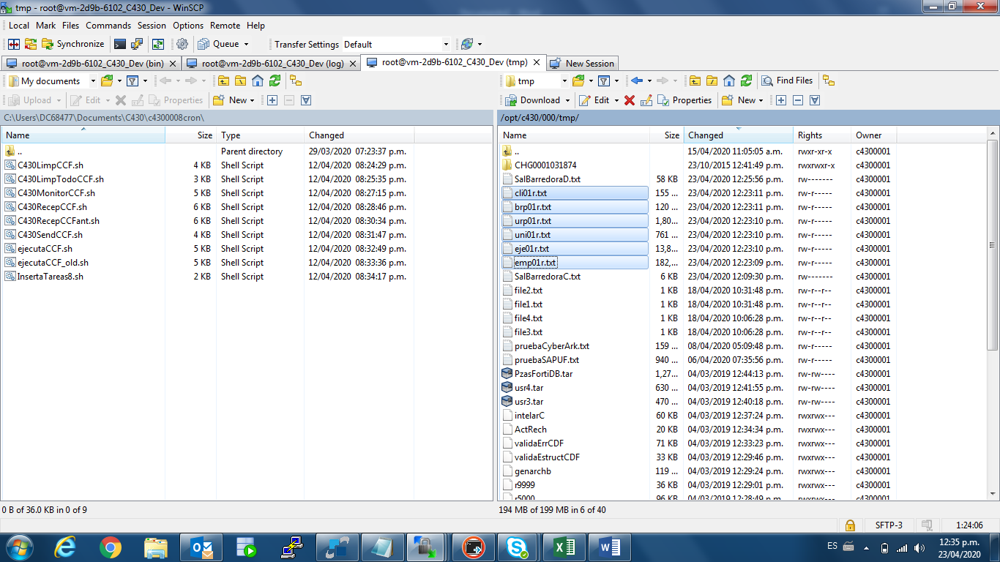 tmp - root@vm-2d9b-6102_C430_Dev - WinSCP
Local Mark Files Commands Session Options Remote Help
Synchronize Queue Transfer Settings Default
root@vm-2d9b-6102_C430_Dev (bin) root@vm-2d9b-6102_C430_Dev (log) root@vm-2d9b-6102_C430_Dev (tmp) New Session
My documents
Upload Edit Properties New
C:\Users\DC68477\Documents\C430\c4300008cron\
Name Size Type Changed
.. Parent directory 29/03/2020 07:23:37 p.m.
C430LimpCCF.sh 4 KB Shell Script 12/04/2020 08:24:29 p.m.
C430LimpTodoCCF.sh 3 KB Shell Script 12/04/2020 08:25:35 p.m.
C430MonitorCCF.sh 5 KB Shell Script 12/04/2020 08:27:15 p.m.
C430RecepCCF.sh 6 KB Shell Script 12/04/2020 08:28:46 p.m.
C430RecepCCFant.sh 6 KB Shell Script 12/04/2020 08:30:34 p.m.
C430SendCCF.sh 4 KB Shell Script 12/04/2020 08:31:47 p.m.
ejecutaCCF.sh 5 KB Shell Script 12/04/2020 08:32:49 p.m.
ejecutaCCF_old.sh 5 KB Shell Script 12/04/2020 08:33:36 p.m.
InsertaTareas8.sh 2 KB Shell Script 12/04/2020 08:34:17 p.m.
0 B of 36.0 KB in 0 of 9
tmp Find Files
Download Edit Properties New
/opt/c430/000/tmp/
Name Size Changed Rights Owner
.. 15/04/2020 11:05:05 a.m. rwxr-xr-x c4300001
CHG0001031874 23/10/2015 12:41:49 p.m. rwxrwxr-x c4300001
SalBarredoraD.txt 58 KB 23/04/2020 12:25:56 p.m. rw------- c4300001
cli01r.txt 155 ... 23/04/2020 12:23:11 p.m. rw-r----- c4300001
brp01r.txt 120 ... 23/04/2020 12:23:11 p.m. rw-r----- c4300001
urp01r.txt 1,80... 23/04/2020 12:23:10 p.m. rw-r----- c4300001
uni01r.txt 761 ... 23/04/2020 12:23:10 p.m. rw-r----- c4300001
eje01r.txt 13,8... 23/04/2020 12:23:10 p.m. rw-r----- c4300001
emp01r.txt 182,... 23/04/2020 12:23:09 p.m. rw-r----- c4300001
SalBarredoraC.txt 6 KB 23/04/2020 12:09:30 p.m. rw------- c4300001
file2.txt 1 KB 18/04/2020 10:31:48 p.m. rw-r--r-- c4300001
file1.txt 1 KB 18/04/2020 10:31:48 p.m. rw-r--r-- c4300001
file4.txt 1 KB 18/04/2020 10:06:28 p.m. rw-r--r-- c4300001
file3.txt 1 KB 18/04/2020 10:06:28 p.m. rw-r--r-- c4300001
pruebaCyberArk.txt 159 ... 08/04/2020 05:09:48 p.m. rw-r----- c4300001
pruebaSAPUF.txt 940 ... 06/04/2020 07:35:56 p.m. rw-r----- c4300001
PzasFortiDB.tar 1,27... 04/03/2019 12:44:13 p.m. rw-rw---- c4300001
usr4.tar 630 ... 04/03/2019 12:41:55 p.m. rw-rw---- c4300001
usr3.tar 470 ... 04/03/2019 12:40:18 p.m. rw-rw---- c4300001
intelarC 60 KB 04/03/2019 12:37:24 p.m. rwxrwx--- c4300001
ActRech 20 KB 04/03/2019 12:34:34 p.m. rwxrwx--- c4300001
validaErrCDF 71 KB 04/03/2019 12:33:23 p.m. rwxrwx--- c4300001
validaEstructCDF 33 KB 04/03/2019 12:29:46 p.m. rwxrwx--- c4300001
genarchb 119 ... 04/03/2019 12:29:24 p.m. rwxrwx--- c4300001
r9999 36 KB 04/03/2019 12:29:01 p.m. rwxrwx--- c4300001
r5000 96 KB 04/03/2019 12:28:49 p.m. rwxrwx--- c4300001
194 MB of 199 MB in 6 of 40
SFTP-3 1:24:06
ES 12:35 p.m.
23/04/2020